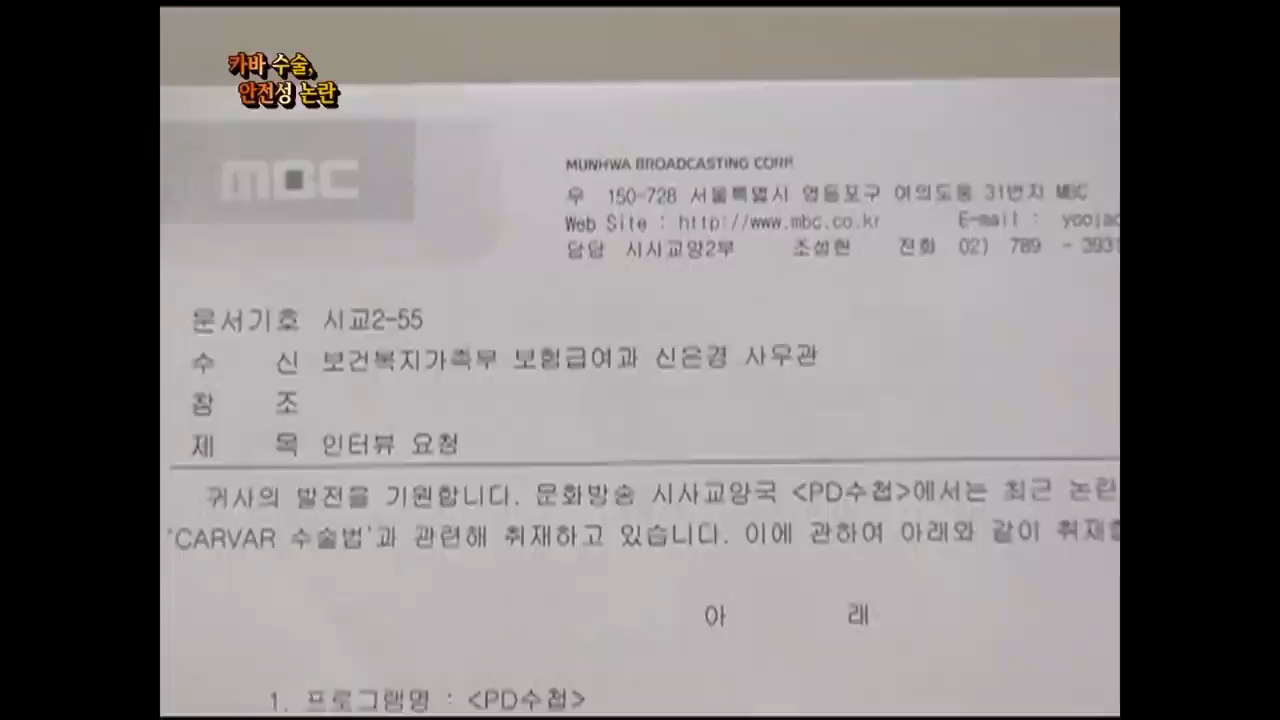 카바 수술,
안전성 논란
MBC
MUNHWA BROADCASTING CORP.
우 150-728 서울특별시 영등포구 여의도동 31번지 MBC
Web Site : http://www.mbc.co.kr E-mail :
담당 시사교양2부 조설현 전화 02) 789 - 3931
문서기호 시교2-55
수 신 보건복지가족부 보험급여과 신은경 사무관
참 조
제 목 인터뷰 요청
귀사의 발전을 기원합니다. 문화방송 시사교양국 <PD수첩>에서는 최근 논란
'CARVAR 수술법'과 관련해 취재하고 있습니다. 이에 관하여 아래와 같이
아 래
1. 프로그램명 : <PD수첩>